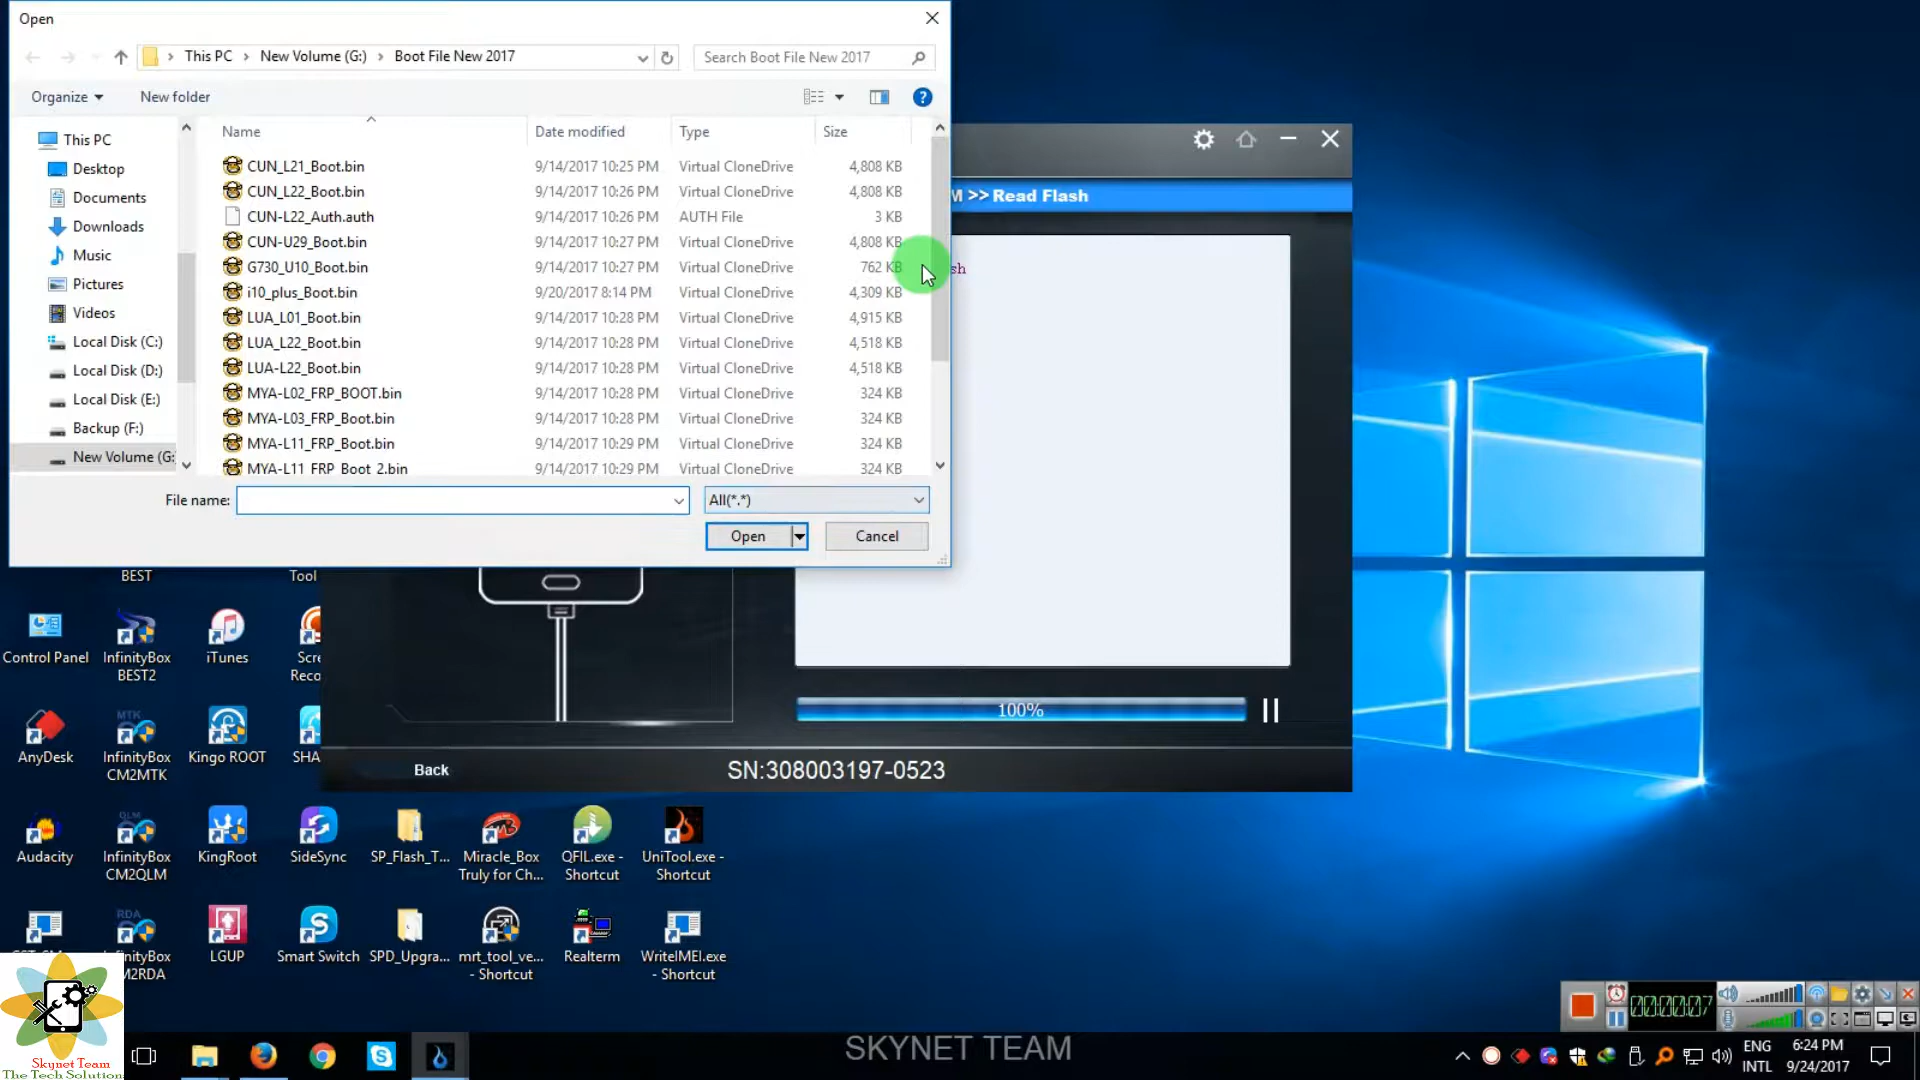 Open
This PC > New Volume (G:) > Boot File New 2017
Search Boot File New 2017
Organize
New folder
Name Date modified Type Size
This PC
Desktop
Documents
Downloads
Music
Pictures
Videos
Local Disk (C:)
Local Disk (D:)
Local Disk (E:)
Backup (F:)
New Volume (G:
CUN_L21_Boot.bin 9/14/2017 10:25 PM Virtual CloneDrive 4,808 KB
CUN_L22_Boot.bin 9/14/2017 10:26 PM Virtual CloneDrive 4,808 KB
CUN-L22_Auth.auth 9/14/2017 10:26 PM AUTH File 3 KB
CUN-U29_Boot.bin 9/14/2017 10:27 PM Virtual CloneDrive 4,808 KB
G730_U10_Boot.bin 9/14/2017 10:27 PM Virtual CloneDrive 762 KB
i10_plus_Boot.bin 9/20/2017 8:14 PM Virtual CloneDrive 4,309 KB
LUA_L01_Boot.bin 9/14/2017 10:28 PM Virtual CloneDrive 4,915 KB
LUA_L22_Boot.bin 9/14/2017 10:28 PM Virtual CloneDrive 4,518 KB
LUA-L22_Boot.bin 9/14/2017 10:28 PM Virtual CloneDrive 4,518 KB
MYA-L02_FRP_BOOT.bin 9/14/2017 10:28 PM Virtual CloneDrive 324 KB
MYA-L03_FRP_Boot.bin 9/14/2017 10:28 PM Virtual CloneDrive 324 KB
MYA-L11_FRP_Boot.bin 9/14/2017 10:29 PM Virtual CloneDrive 324 KB
MYA-L11_FRP_Boot_2.bin 9/14/2017 10:29 PM Virtual CloneDrive 324 KB
File name:
All(*.*)
Open
Cancel
M >> Read Flash
sh
100%
Back
SN:308003197-0523
BEST
Tool
Control Panel
InfinityBox BEST2
iTunes
Scre
Reco
AnyDesk
MTK
InfinityBox CM2MTK
Kingo ROOT
SHA
Audacity
QLM
InfinityBox CM2QLM
KingRoot
SideSync
SP_Flash_T...
Miracle_Box Truly for Ch...
QFIL.exe - Shortcut
UniTool.exe - Shortcut
RDA
LGUP
Smart Switch
SPD_Upgra...
mrt_tool_ve... - Shortcut
Realterm
WriteIMEI.exe - Shortcut
Skynet Team
The Tech Solution
SKYNET TEAM
00:00:07
ENG
INTL
6:24 PM
9/24/2017